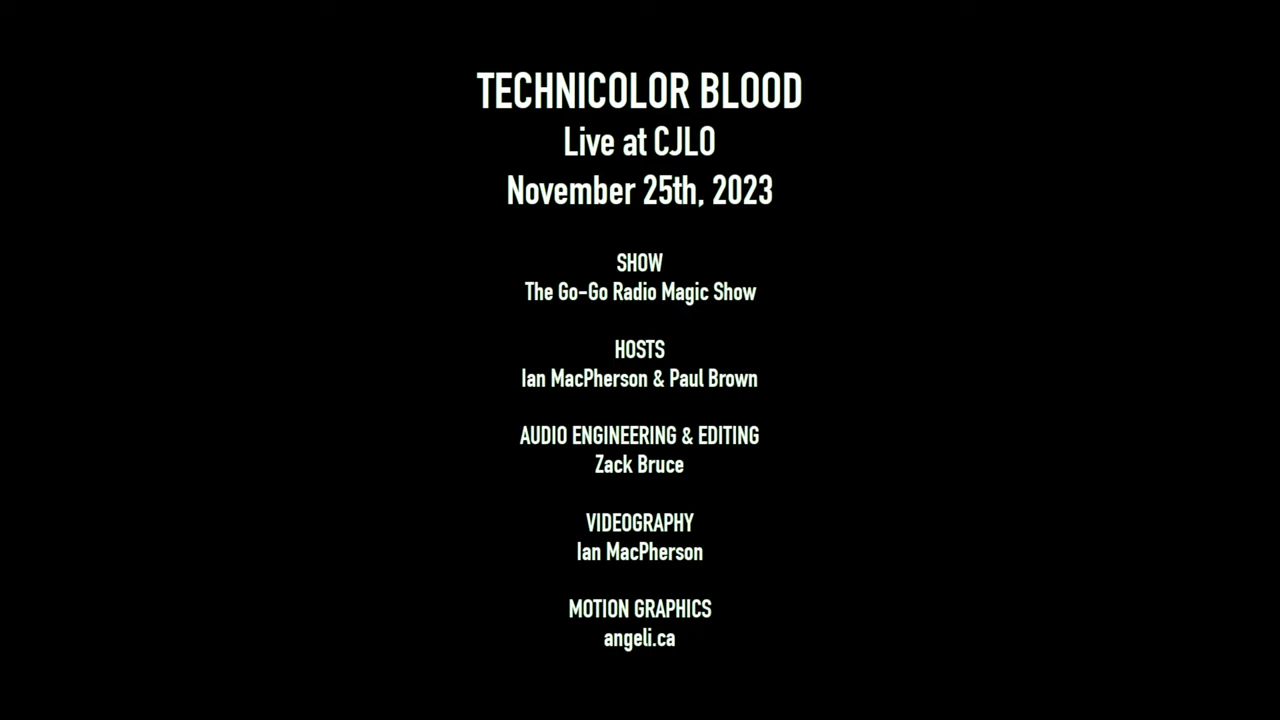 TECHNICOLOR BLOOD
Live at CJLO
November 25th, 2023
SHOW
The Go-Go Radio Magic Show
HOSTS
Ian MacPherson & Paul Brown
AUDIO ENGINEERING & EDITING
Zack Bruce
VIDEOGRAPHY
Ian MacPherson
MOTION GRAPHICS
angeli.ca